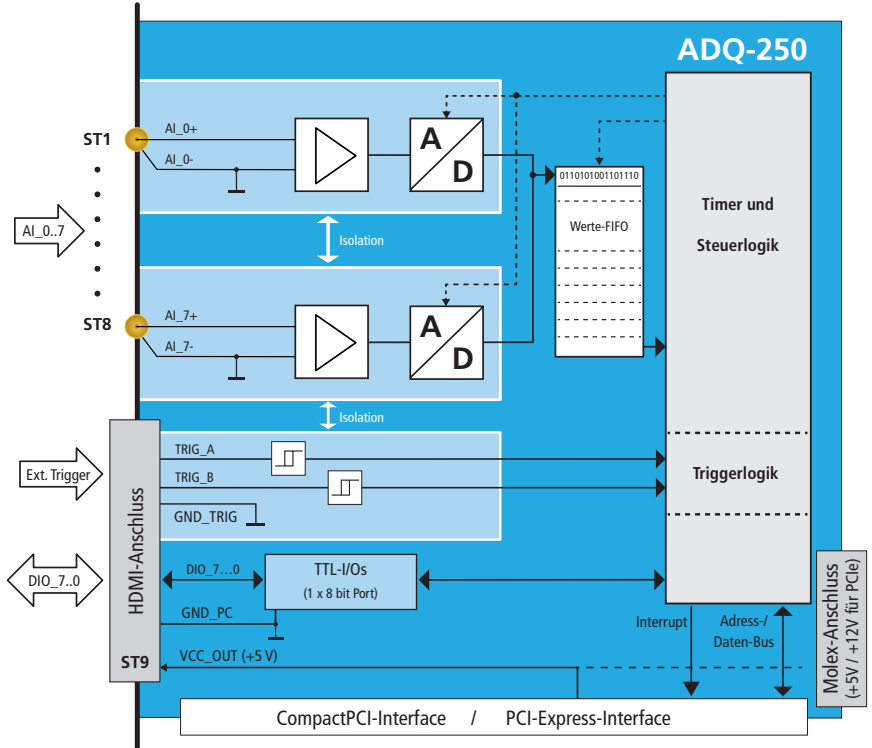 ADQ-250
ST1
AI_0+
AI_0-
A
D
0110101001101110
Werte-FIFO
Timer und
Steuerlogik
AI_0..7
Isolation
ST8
AI_7+
AI_7-
A
D
Isolation
Ext. Trigger
HDMI-Anschluss
TRIG_A
TRIG_B
GND_TRIG
Triggerlogik
DIO_7..0
DIO_7...0
TTL-I/Os
(1 x 8 bit Port)
GND_PC
ST9
VCC_OUT (+5 V)
Interrupt
Adress-/
Daten-Bus
Molex-Anschluss
(+5V / +12V für PCIe)
CompactPCI-Interface / PCI-Express-Interface